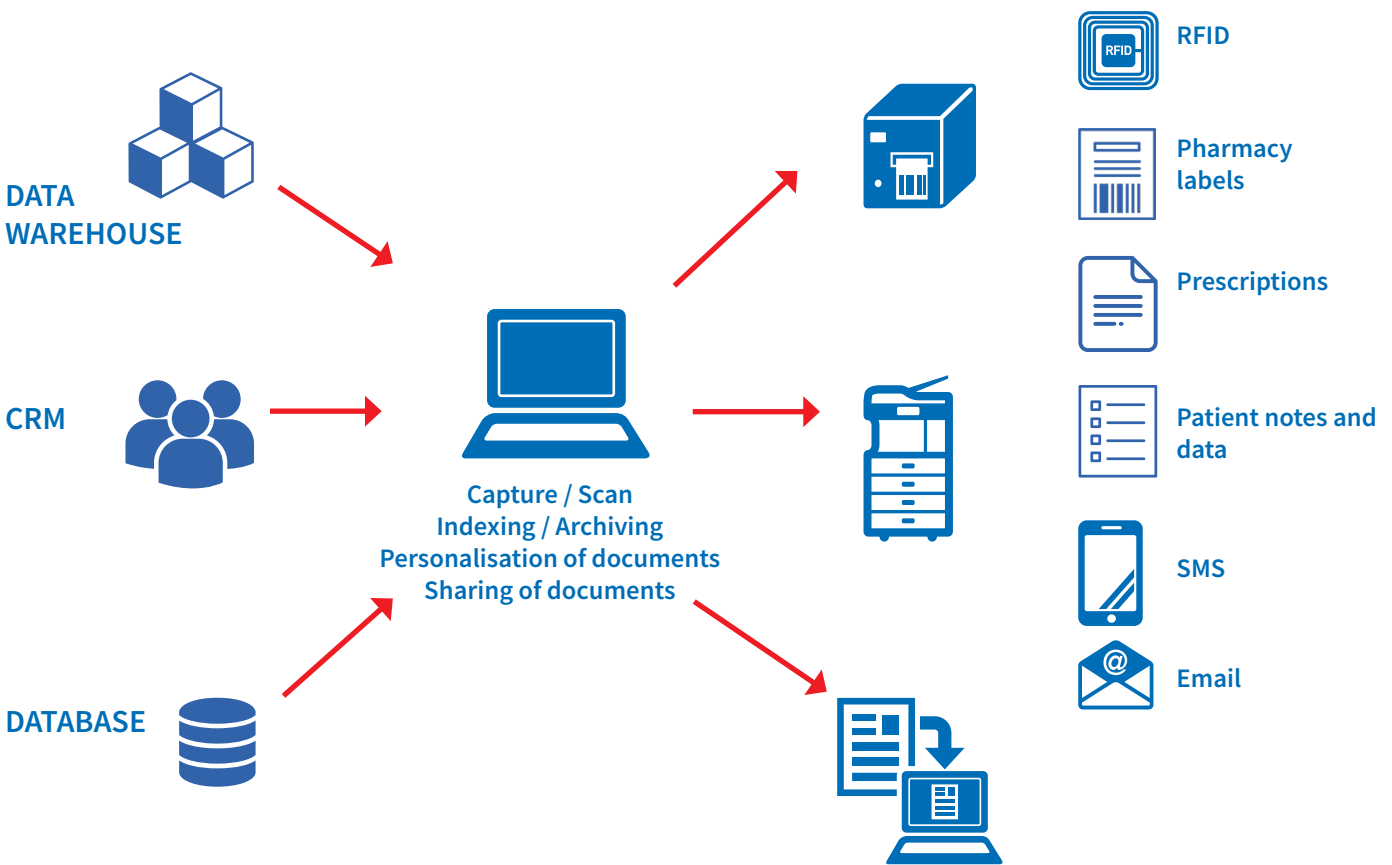 DATA
WAREHOUSE
CRM
DATABASE
Capture / Scan
Indexing / Archiving
Personalisation of documents
Sharing of documents
RFID
RFID
Pharmacy
labels
Prescriptions
Patient notes and
data
SMS
@
Email